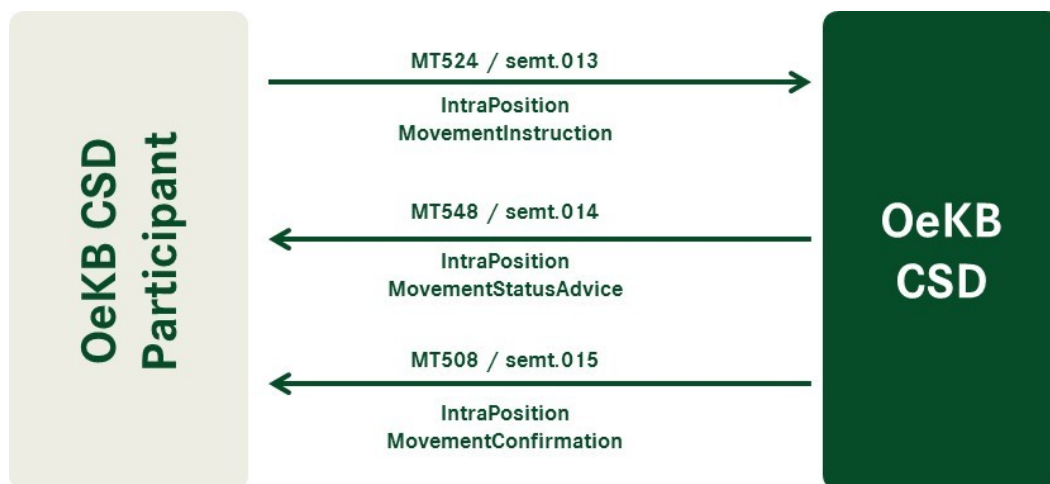 OeKB CSD
Participant
MT524 / semt.013
IntraPosition
MovementInstruction
MT548 / semt.014
IntraPosition
MovementStatusAdvice
MT508 / semt.015
IntraPosition
MovementConfirmation
OeKB
CSD